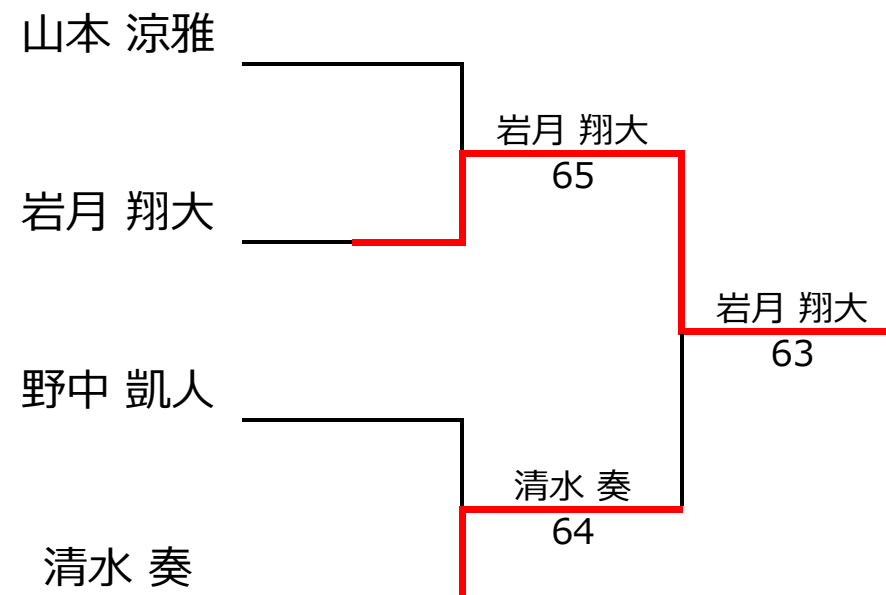 山本 涼雅
岩月 翔大
65
岩月 翔大
岩月 翔大
63
野中 凱人
清水 奏
64
清水 奏